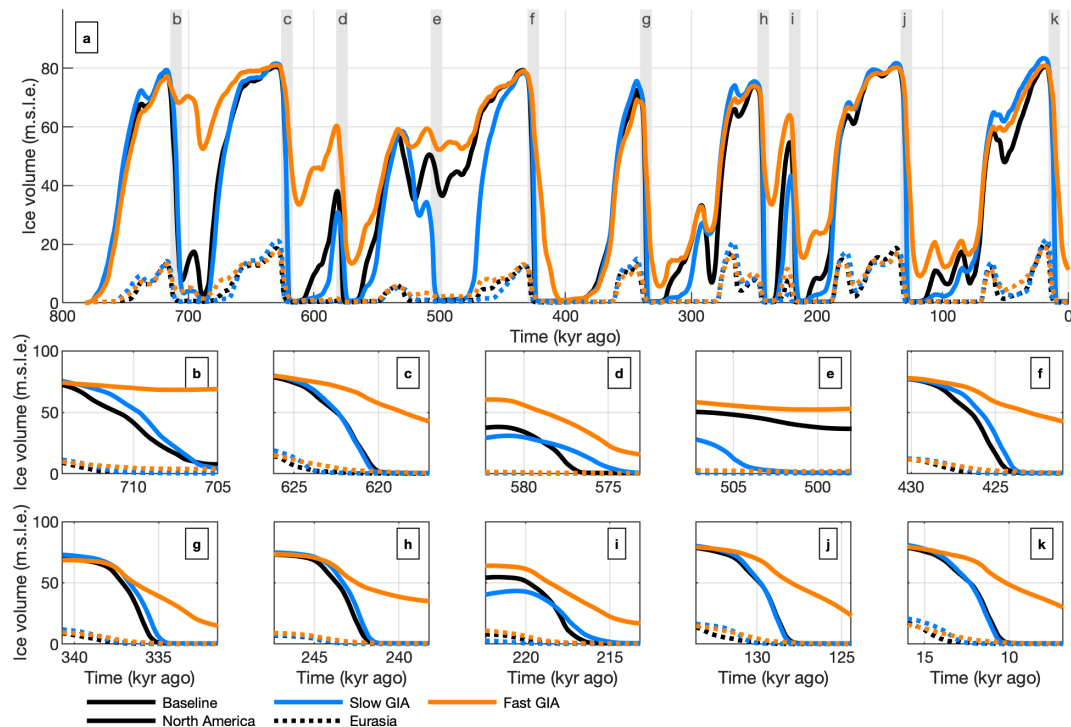 b c d e f g h i j k
a
Ice volume (m.s.l.e.)
80
60
40
20
0
800 700 600 500 400 300 200 100 0
Time (kyr ago)
Ice volume (m.s.l.e.)
100
50
0
b
710 705
c
625 620
d
580 575
e
505 500
f
430 425
Ice volume (m.s.l.e.)
100
50
0
g
340 335
h
245 240
i
220 215
j
130 125
k
15 10
Time (kyr ago) Time (kyr ago) Time (kyr ago) Time (kyr ago) Time (kyr ago)
Baseline Slow GIA Fast GIA
North America Eurasia